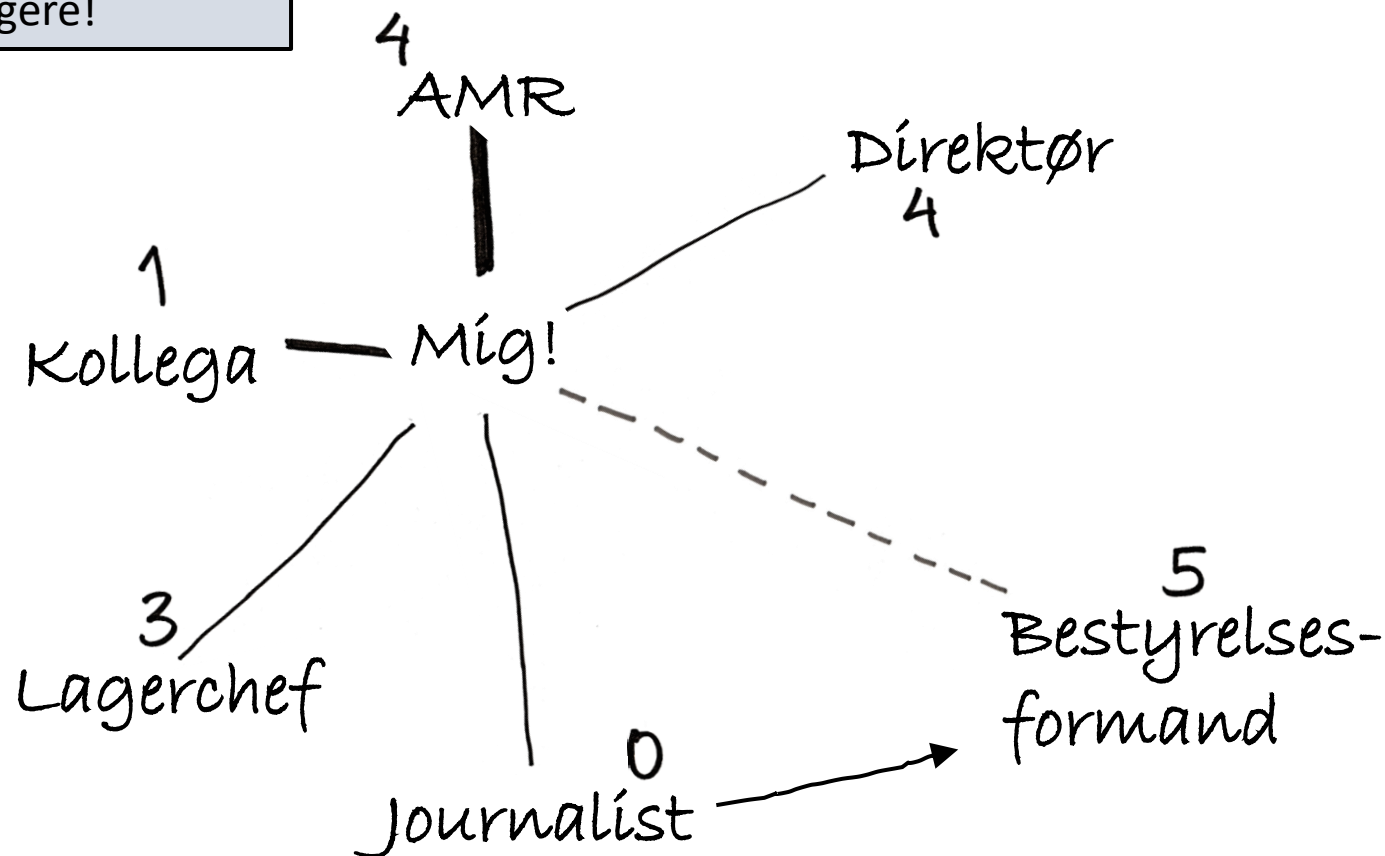 gere!
4
AMR
Direktør
4
1
Kollega
Mig!
3
Lagerchef
5
Bestyrelses-
formand
0
Journalist